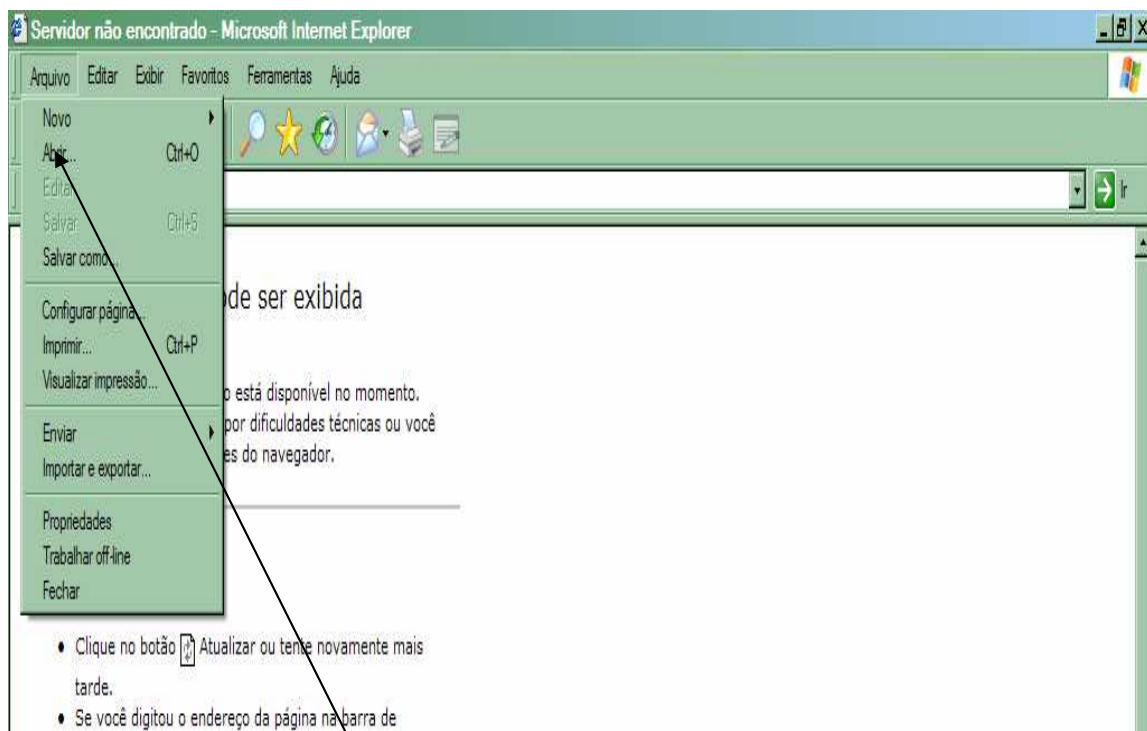 Servidor não encontrado - Microsoft Internet Explorer
Arquivo Editar Exibir Favoritos Ferramentas Ajuda
Novo
Abrir... Ctrl+O
Editar
Salvar Ctrl+S
Ir
Salvar como...
Configurar página...
Imprimir... Ctrl+P
Visualizar impressão...
Enviar
Importar e exportar...
Propriedades
Trabalhar off-line
Fechar
de ser exibida
está disponível no momento.
por dificuldades técnicas ou você
es do navegador.
Clique no botão Atualizar ou tente novamente mais
tarde.
Se você digitou o endereço da página na barra de